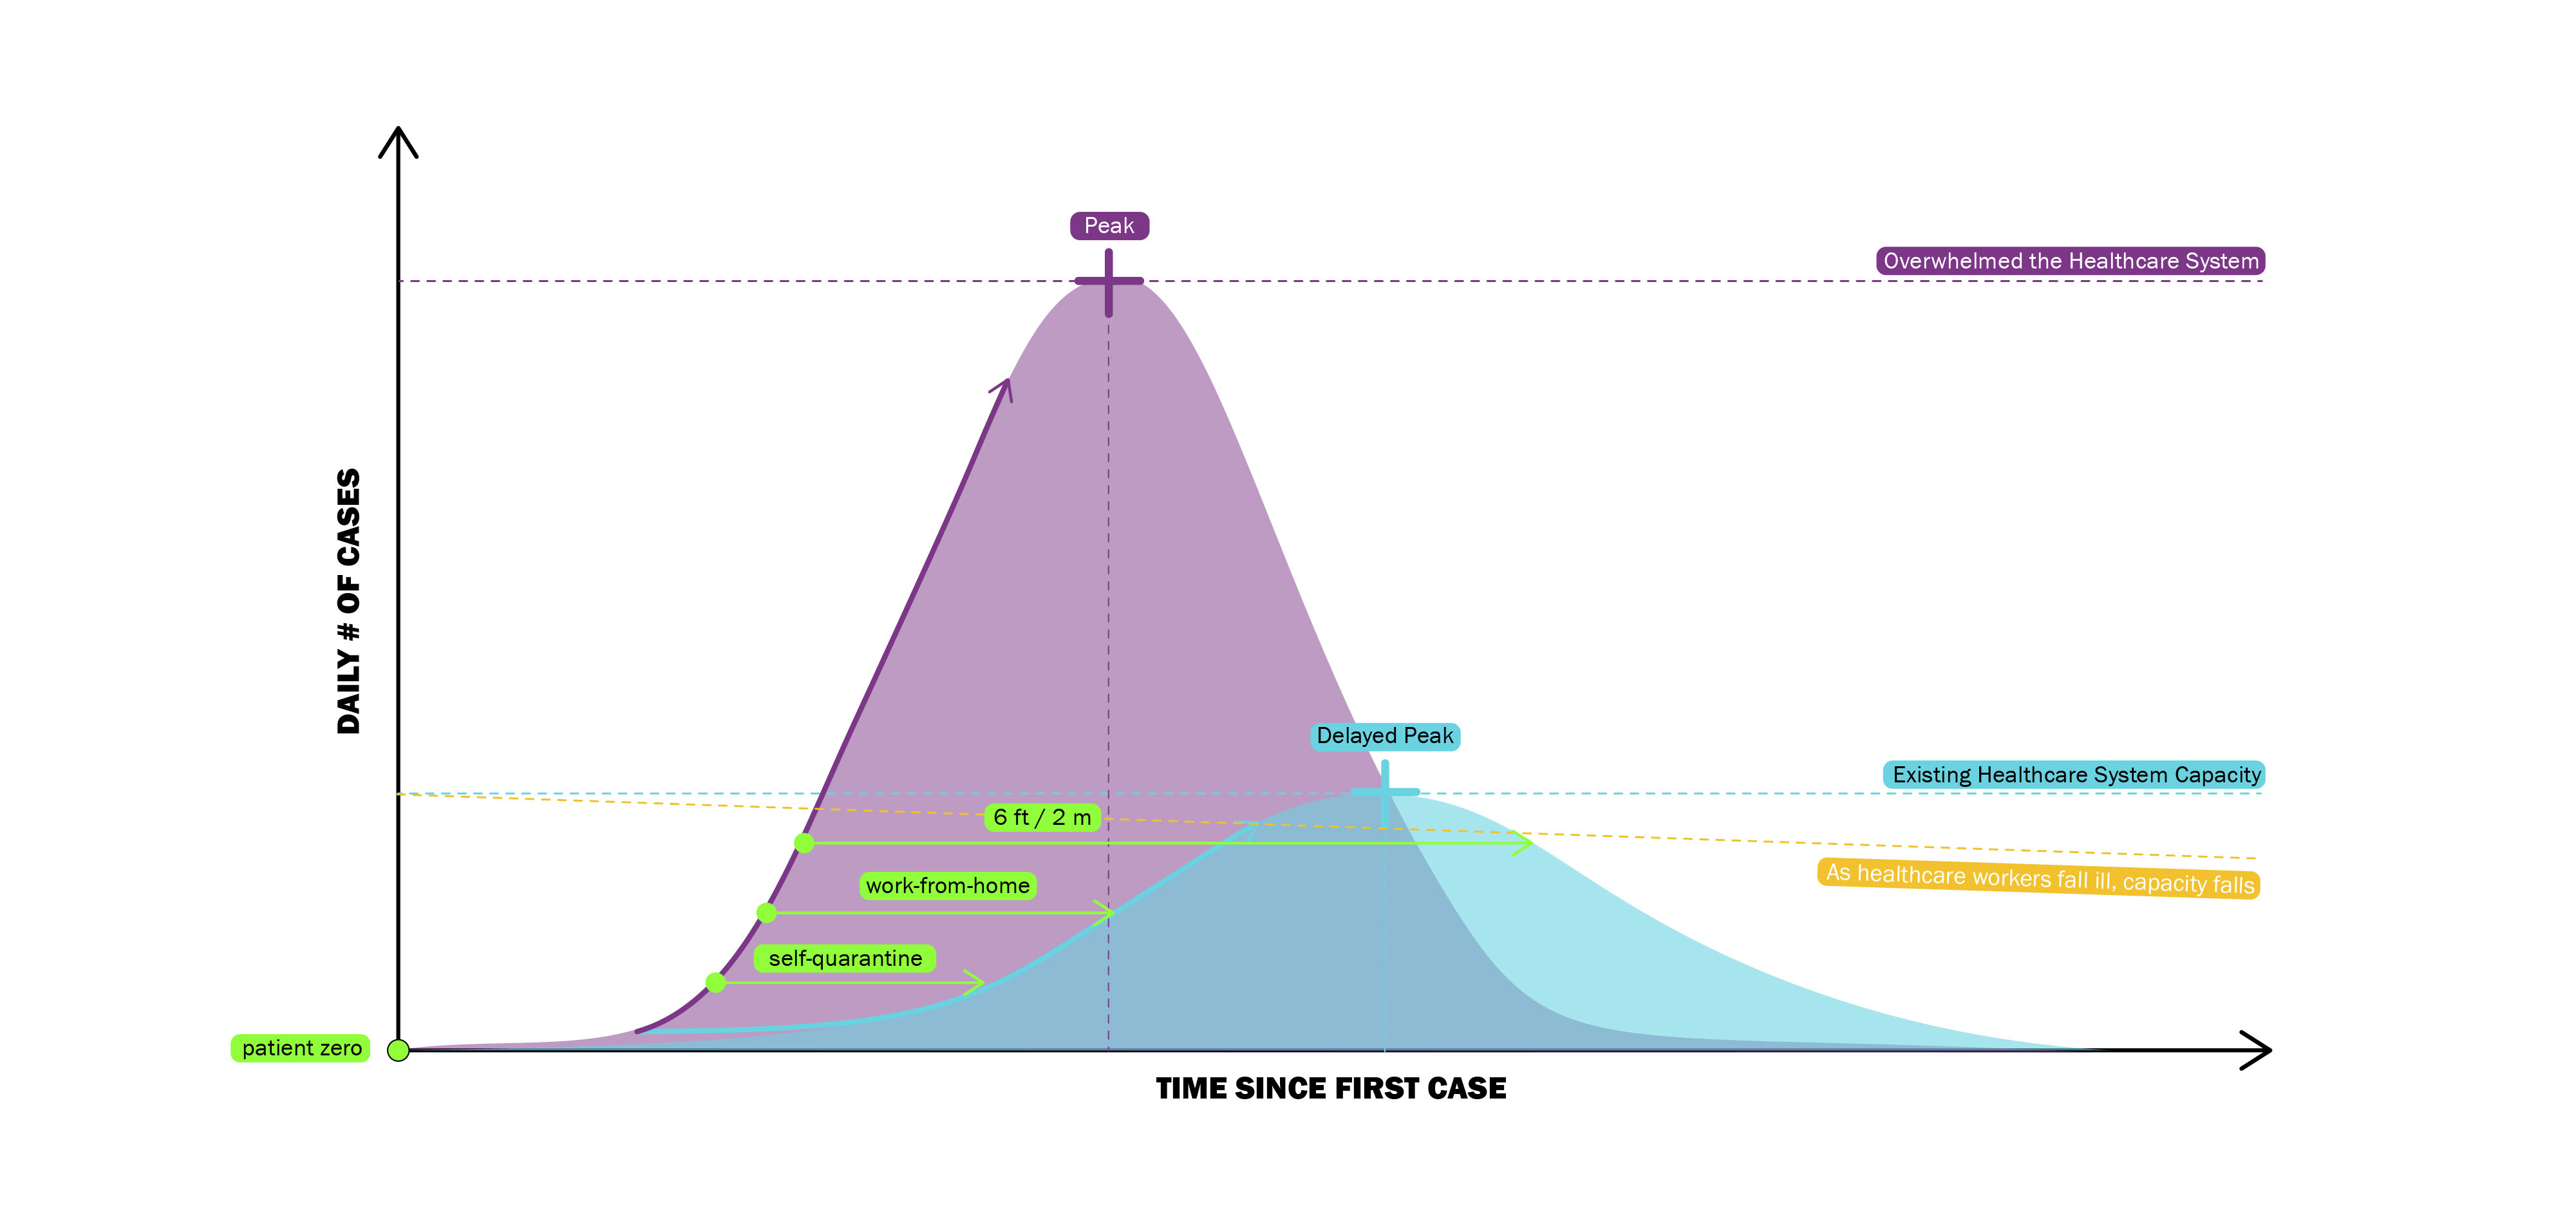 Peak
Overwhelmed the Healthcare System
DAILY # OF CASES
Delayed Peak
Existing Healthcare System Capacity
6 ft / 2 m
As healthcare workers fall ill, capacity falls
work-from-home
self-quarantine
patient zero
TIME SINCE FIRST CASE